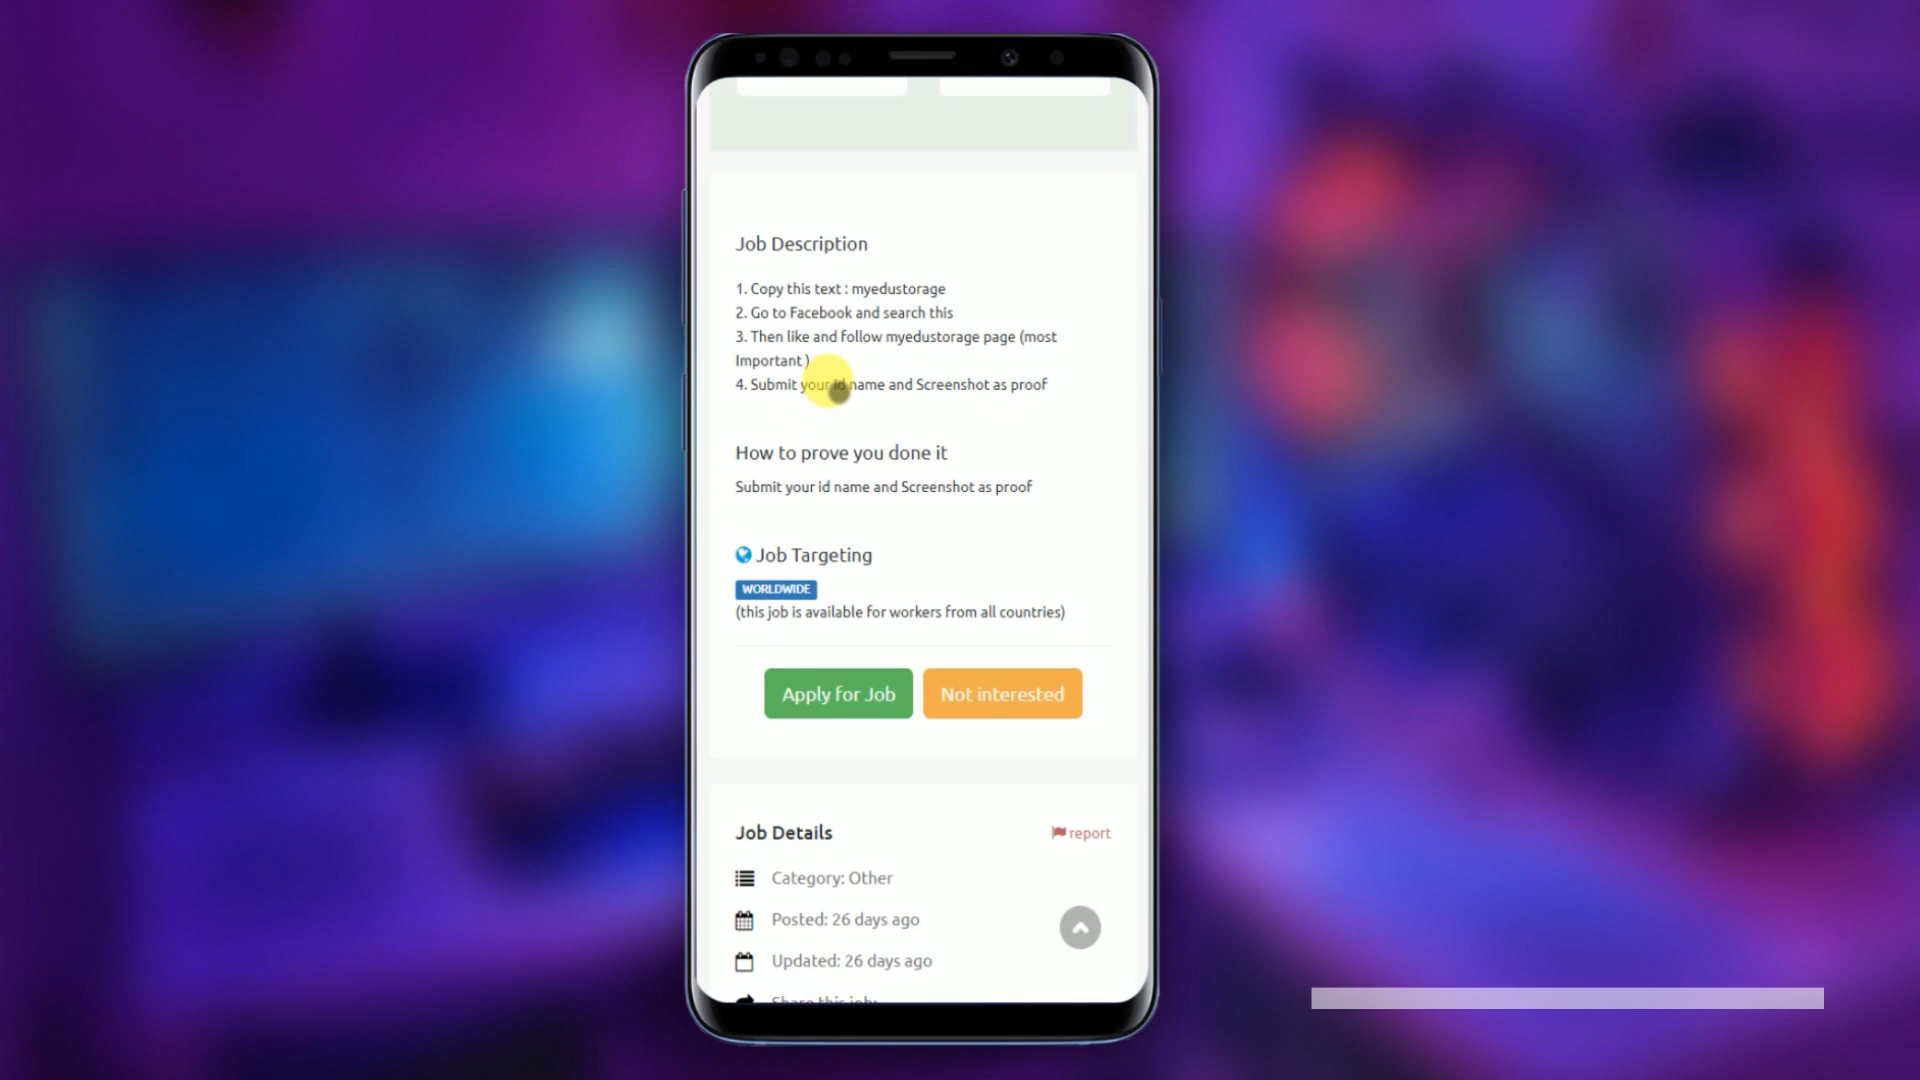 Job Description
1. Copy this text : myedustorage
2. Go to Facebook and search this
3. Then like and follow myedustorage page (most
Important )
4. Submit your id name and Screenshot as proof
How to prove you done it
Submit your id name and Screenshot as proof
Job Targeting
WORLDWIDE
(this job is available for workers from all countries)
Apply for Job
Not interested
Job Details
report
Category: Other
Posted: 26 days ago
Updated: 26 days ago
Share this job: